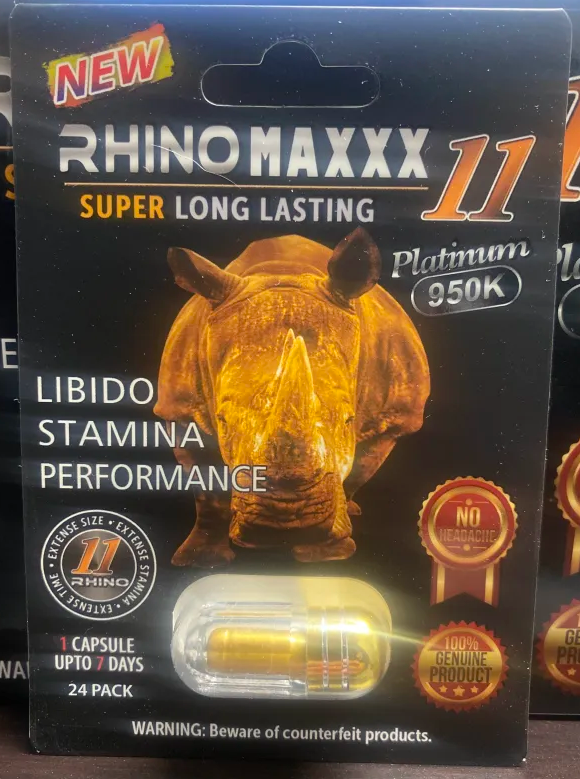 NEW
RHINO MAXXX 11
SUPER LONG LASTING
Platinum
950K
LIBIDO
STAMINA
PERFORMANCE
NO
HEADACHE
EXTENSE SIZE • EXTENSE STAMINA • EXTENSE TIME •
11
RHINO
1 CAPSULE
UPTO 7 DAYS
24 PACK
100%
GENUINE
PRODUCT
WARNING: Beware of counterfeit products.